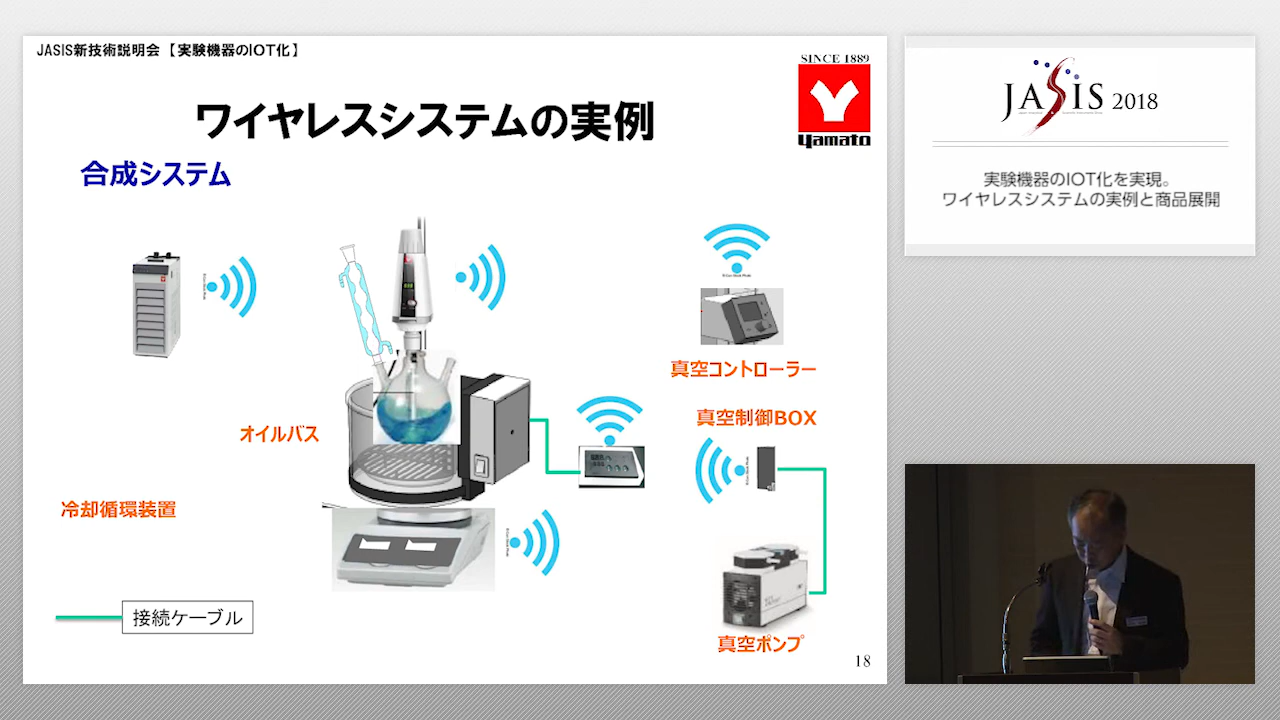 JASIS新技術説明会 【実験機器のIOT化】
SINCE 1889
Yamato
ワイヤレスシステムの実例
合成システム
真空コントローラー
真空制御BOX
オイルバス
冷却循環装置
接続ケーブル
真空ポンプ
18
JASIS 2018
実験機器のIOT化を実現。
ワイヤレスシステムの実例と商品展開